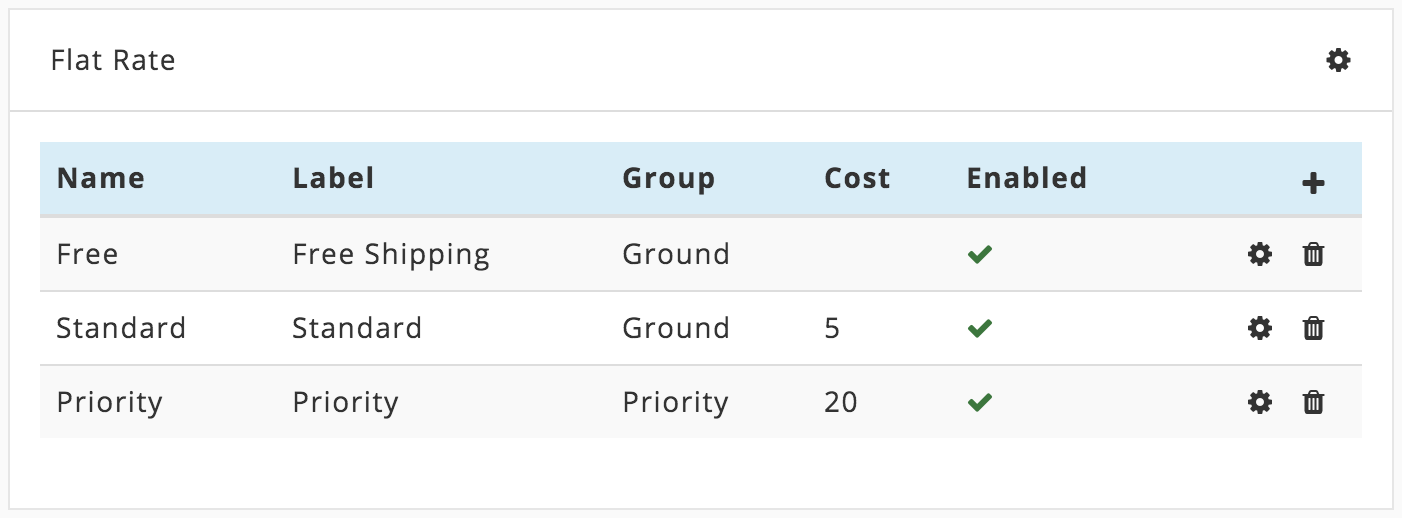 Flat Rate
Name Label Group Cost Enabled
Free Free Shipping Ground
Standard Standard Ground 5
Priority Priority Priority 20